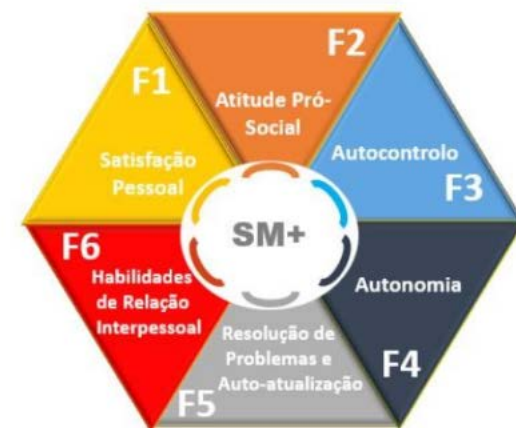 F1
Satisfação
Pessoal
F2
Atitude Pró-
Social
Autocontrolo
F3
Autonomia
F4
Resolução de
Problemas e
Auto-atualização
F5
F6
Habilidades
de Relação
Interpessoal
SM+